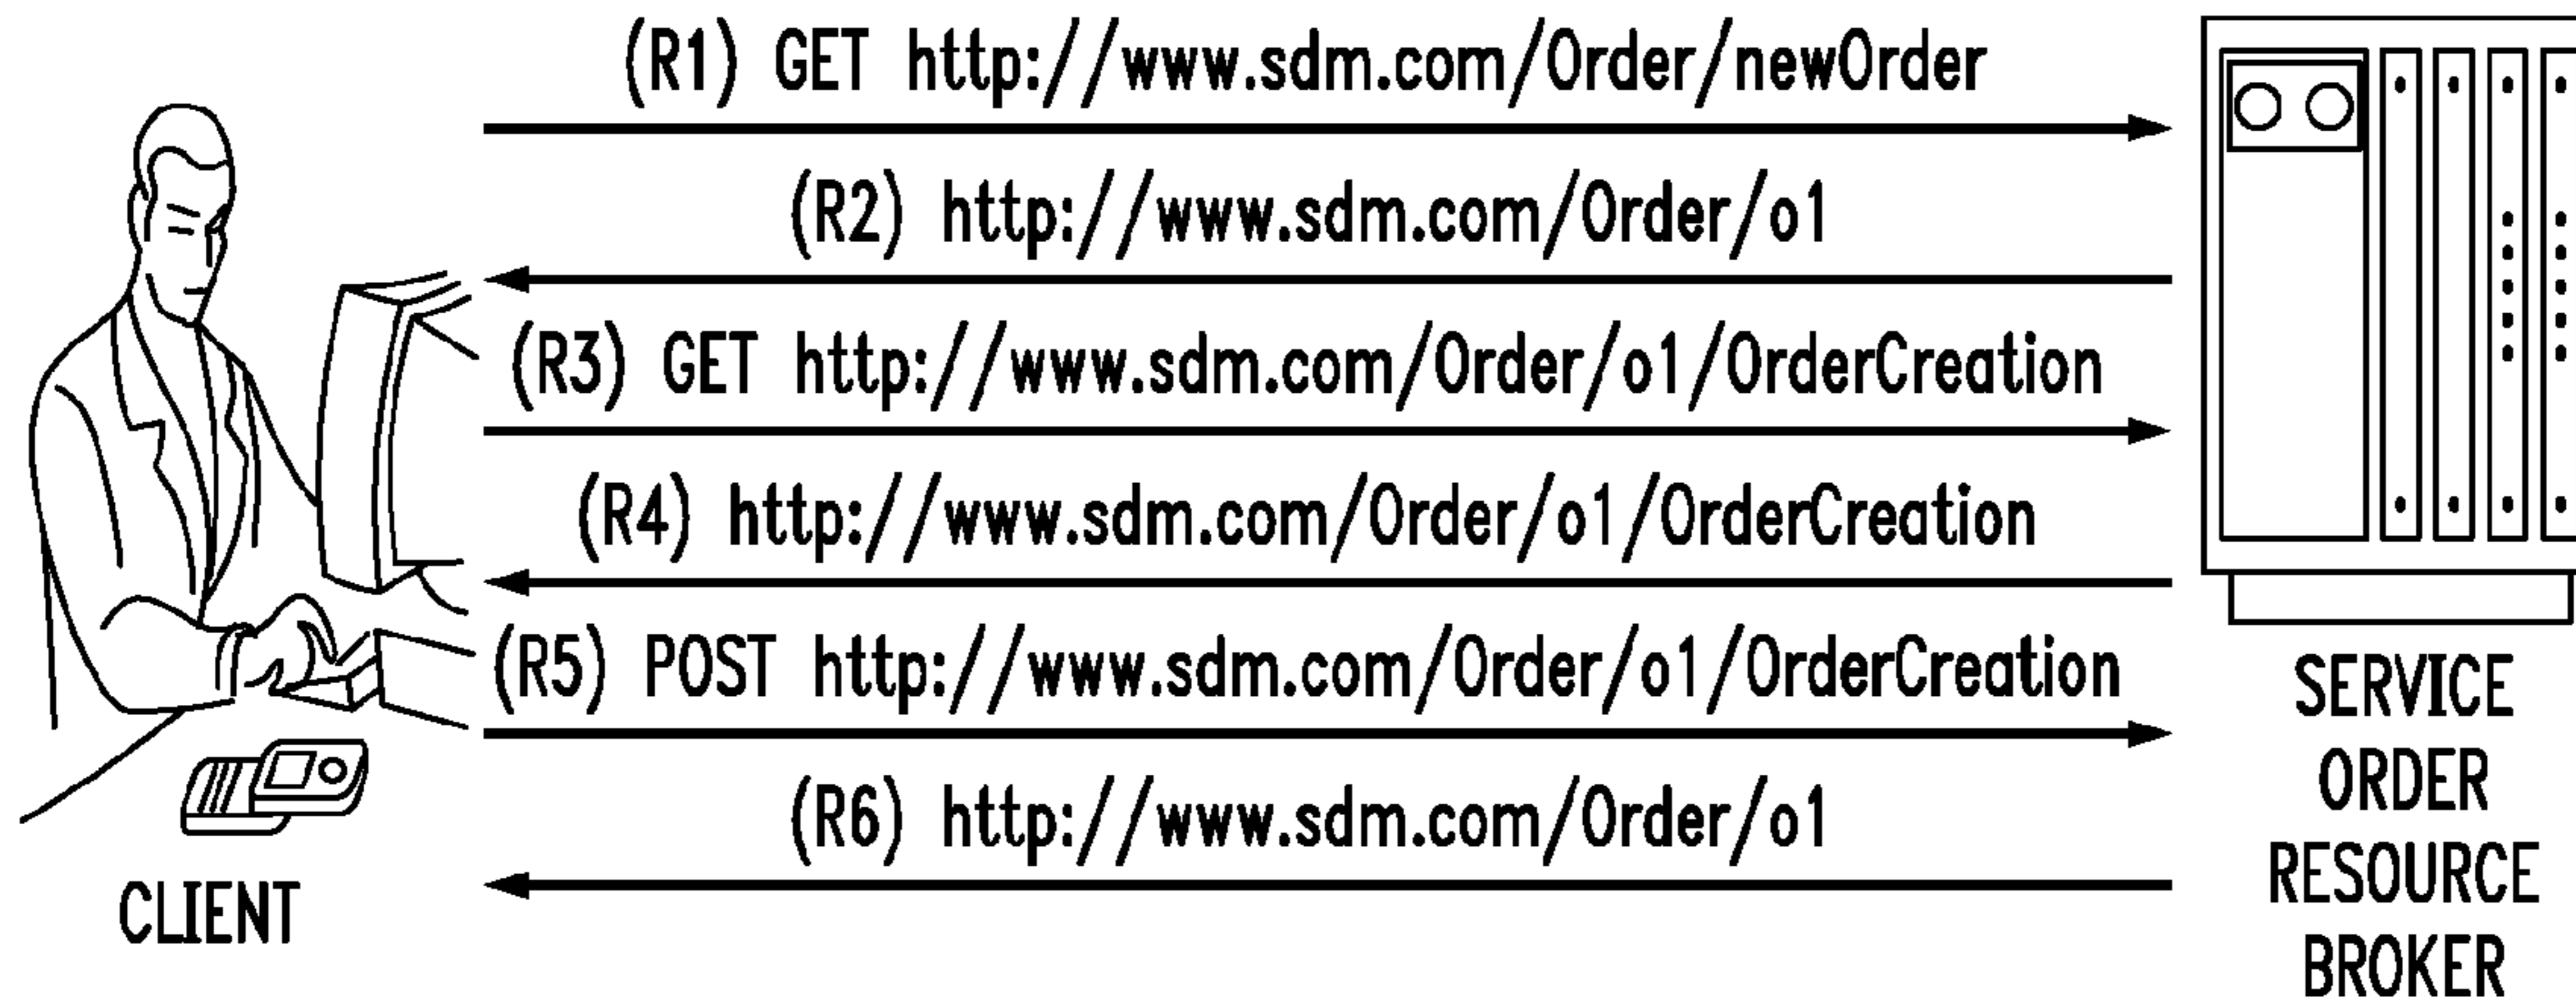 (R1) GET http://www.sdm.com/Order/newOrder
(R2) http://www.sdm.com/Order/o1
(R3) GET http://www.sdm.com/Order/o1/OrderCreation
(R4) http://www.sdm.com/Order/o1/OrderCreation
(R5) POST http://www.sdm.com/Order/o1/OrderCreation
(R6) http://www.sdm.com/Order/o1
CLIENT
SERVICE
ORDER
RESOURCE
BROKER